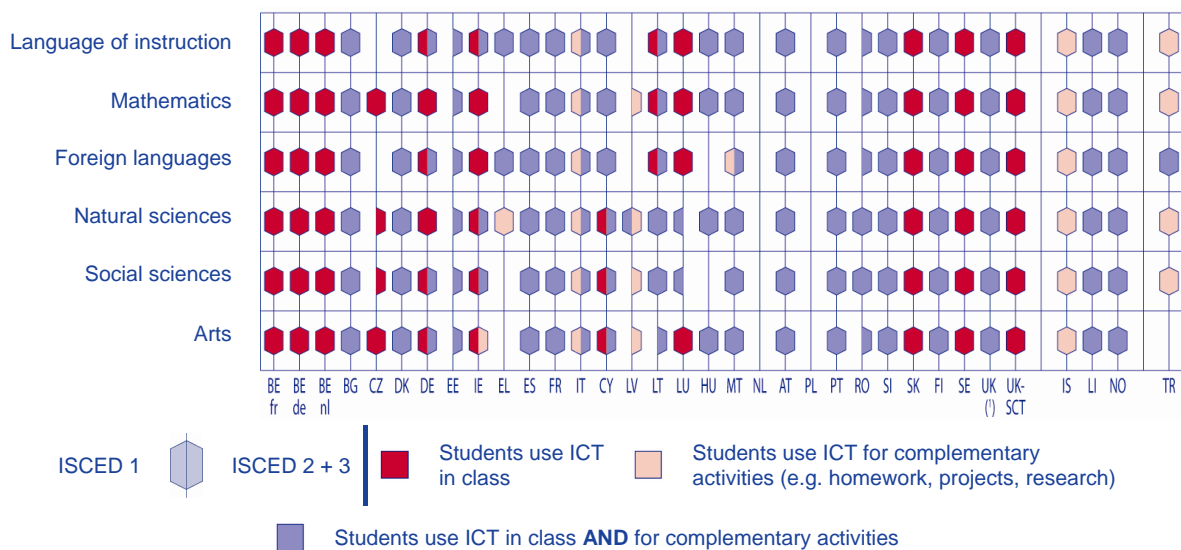 Language of instruction
Mathematics
Foreign languages
Natural sciences
Social sciences
Arts
BE fr BE de BE nl BG CZ DK DE EE IE EL ES FR IT CY LV LT LU HU MT NL AT PL PT RO SI SK FI SE UK (¹) UK-SCT IS LI NO TR
ISCED 1 ISCED 2 + 3
Students use ICT in class
Students use ICT for complementary activities (e.g. homework, projects, research)
Students use ICT in class AND for complementary activities